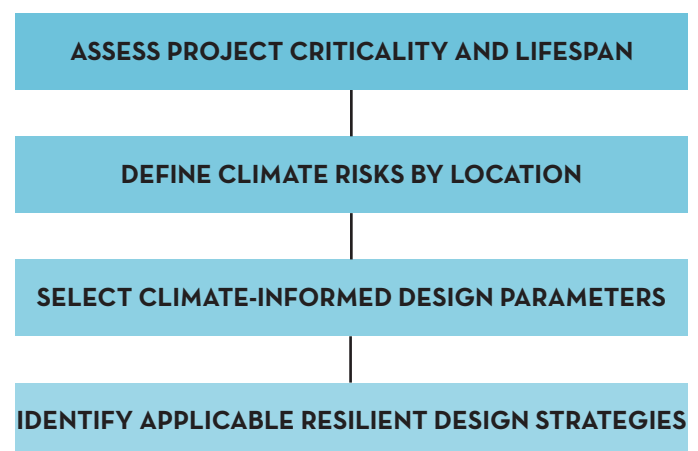 ASSESS PROJECT CRITICALITY AND LIFESPAN
DEFINE CLIMATE RISKS BY LOCATION
SELECT CLIMATE-INFORMED DESIGN PARAMETERS
IDENTIFY APPLICABLE RESILIENT DESIGN STRATEGIES